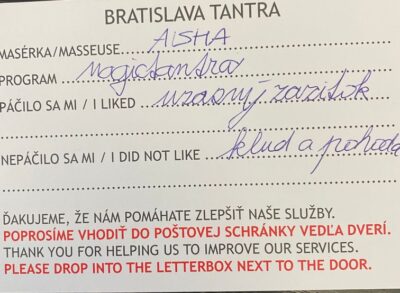 BRATISLAVA TANTRA
MASÉRKA/MASSEUSE ... AISHA
PROGRAM ... Magictantra
PÁČILO SA MI / I LIKED ... uzasnj zazitok
NEPÁČILO SA MI / I DID NOT LIKE ... klud a pohoda
ĎAKUJEME, ŽE NÁM POMÁHATE ZLEPŠIŤ NAŠE SLUŽBY.
POPROSÍME VHODIŤ DO POŠTOVEJ SCHRÁNKY VEDĽA DVERÍ.
THANK YOU FOR HELPING US TO IMPROVE OUR SERVICES.
PLEASE DROP INTO THE LETTERBOX NEXT TO THE DOOR.